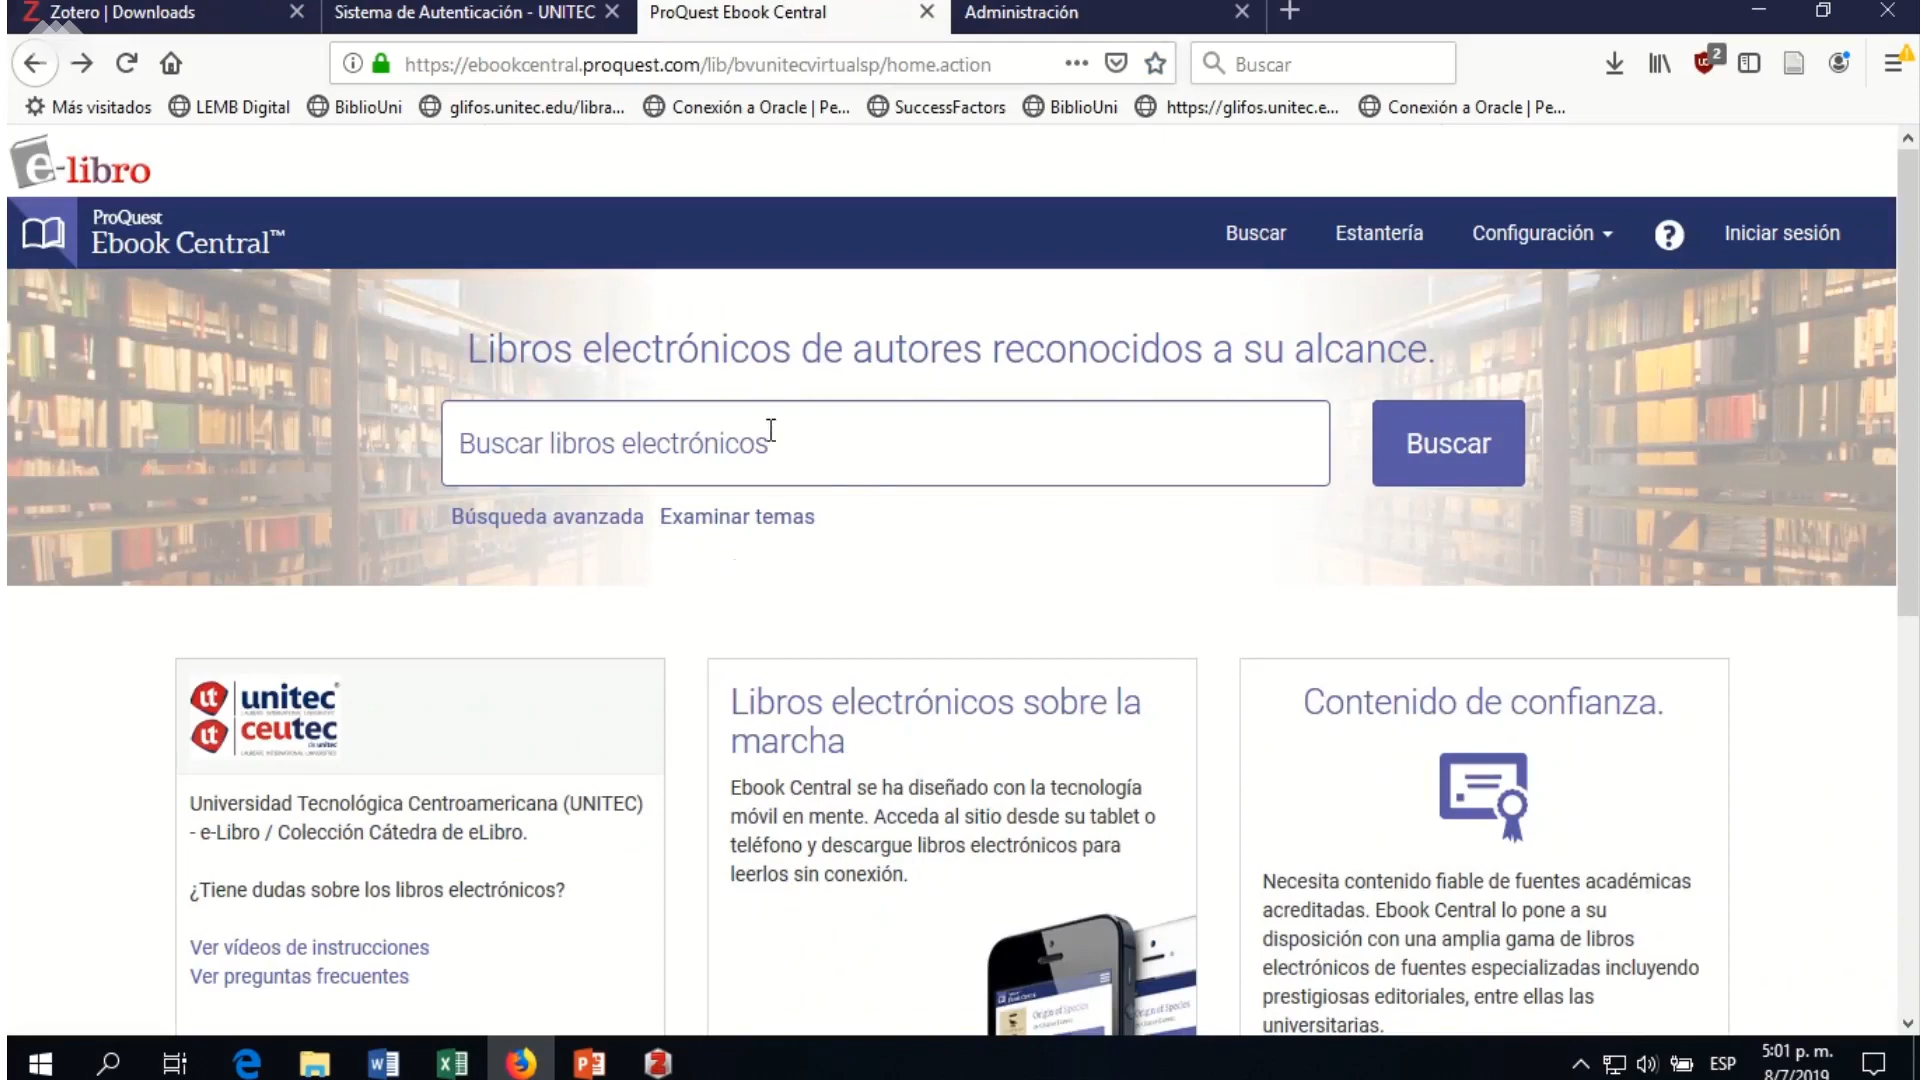 Zotero | Downloads
Sistema de Autenticación - UNITEC
ProQuest Ebook Central
Administración
https://ebookcentral.proquest.com/lib/bvunitecvirtualsp/home.action
Buscar
2
Más visitados
LEMB Digital
BiblioUni
glifos.unitec.edu/libra...
Conexión a Oracle | Pe...
SuccessFactors
BiblioUni
https://glifos.unitec.e...
Conexión a Oracle | Pe...
e-libro
ProQuest
Ebook Central™
Buscar
Estantería
Configuración
?
Iniciar sesión
Libros electrónicos de autores reconocidos a su alcance.
Buscar libros electrónicos
Buscar
Búsqueda avanzada
Examinar temas
unitec
ceutec
de unitec
Universidad Tecnológica Centroamericana (UNITEC)
- e-Libro / Colección Cátedra de eLibro.
¿Tiene dudas sobre los libros electrónicos?
Ver vídeos de instrucciones
Ver preguntas frecuentes
Libros electrónicos sobre la
marcha
Ebook Central se ha diseñado con la tecnología
móvil en mente. Acceda al sitio desde su tablet o
teléfono y descargue libros electrónicos para
leerlos sin conexión.
Origin of Species
Contenido de confianza.
Necesita contenido fiable de fuentes académicas
acreditadas. Ebook Central lo pone a su
disposición con una amplia gama de libros
electrónicos de fuentes especializadas incluyendo
prestigiosas editoriales, entre ellas las
universitarias.
ESP
5:01 p. m.
8/7/2019